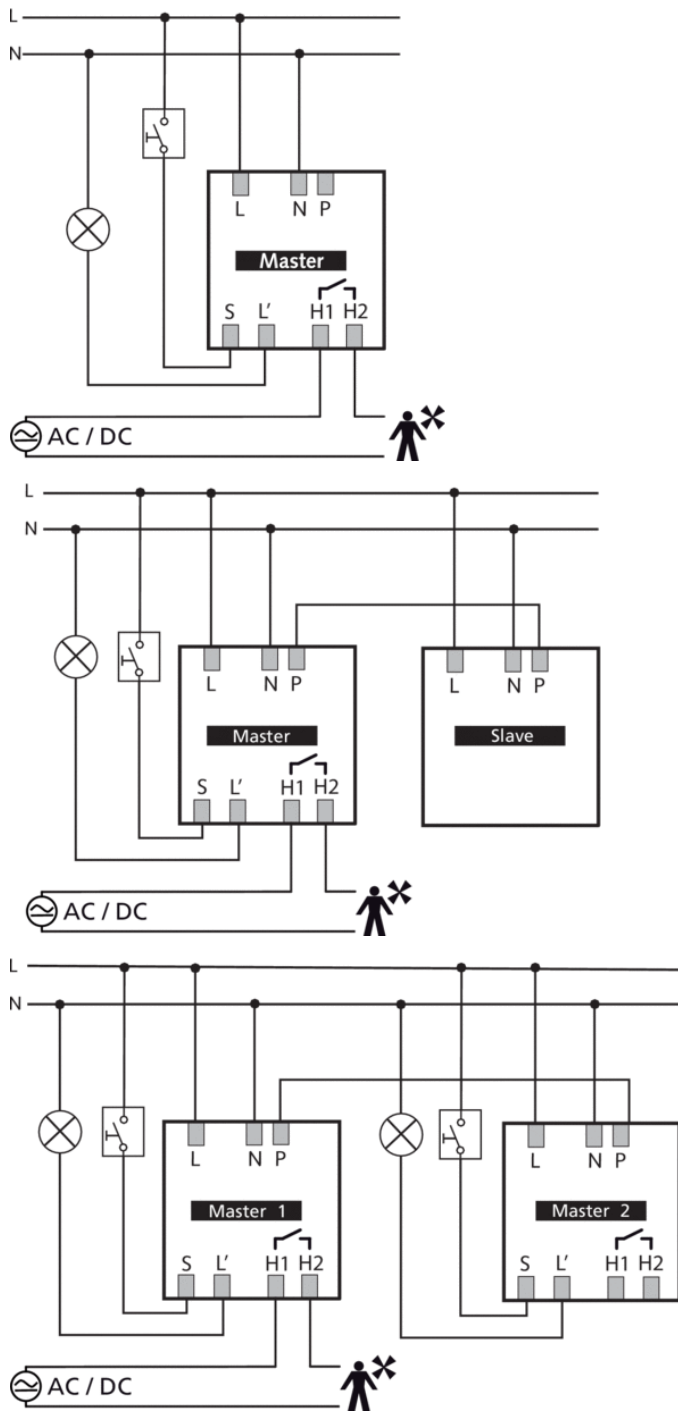 L
N
L N P
Master
S L' H1 H2
AC / DC
L
N
L N P L N P
Master Slave
S L' H1 H2
AC / DC
L
N
L N P L N P
Master 1 Master 2
S L' H1 H2 S L' H1 H2
AC / DC